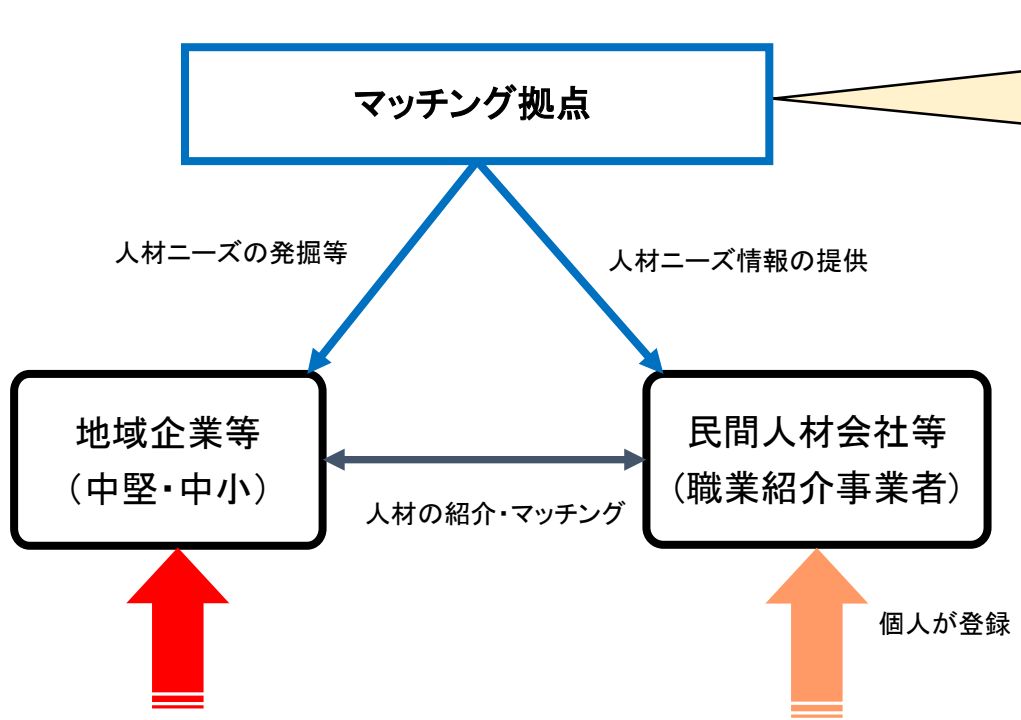 マッチング拠点
人材ニーズの発掘等
人材ニーズ情報の提供
地域企業等
（中堅・中小）
民間人材会社等
（職業紹介事業者）
人材の紹介・マッチング
個人が登録